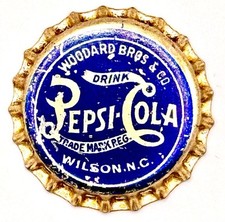 WOODARD BROS & CO
DRINK
PEPSI-COLA
TRADE MARK REG.
WILSON. N.C.